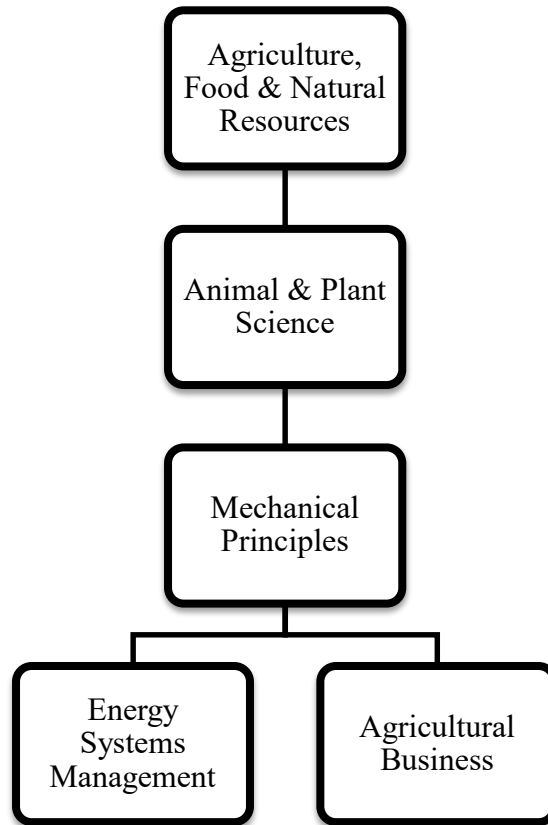 Agriculture,
Food & Natural
Resources
Animal & Plant
Science
Mechanical
Principles
Energy
Systems
Management
Agricultural
Business